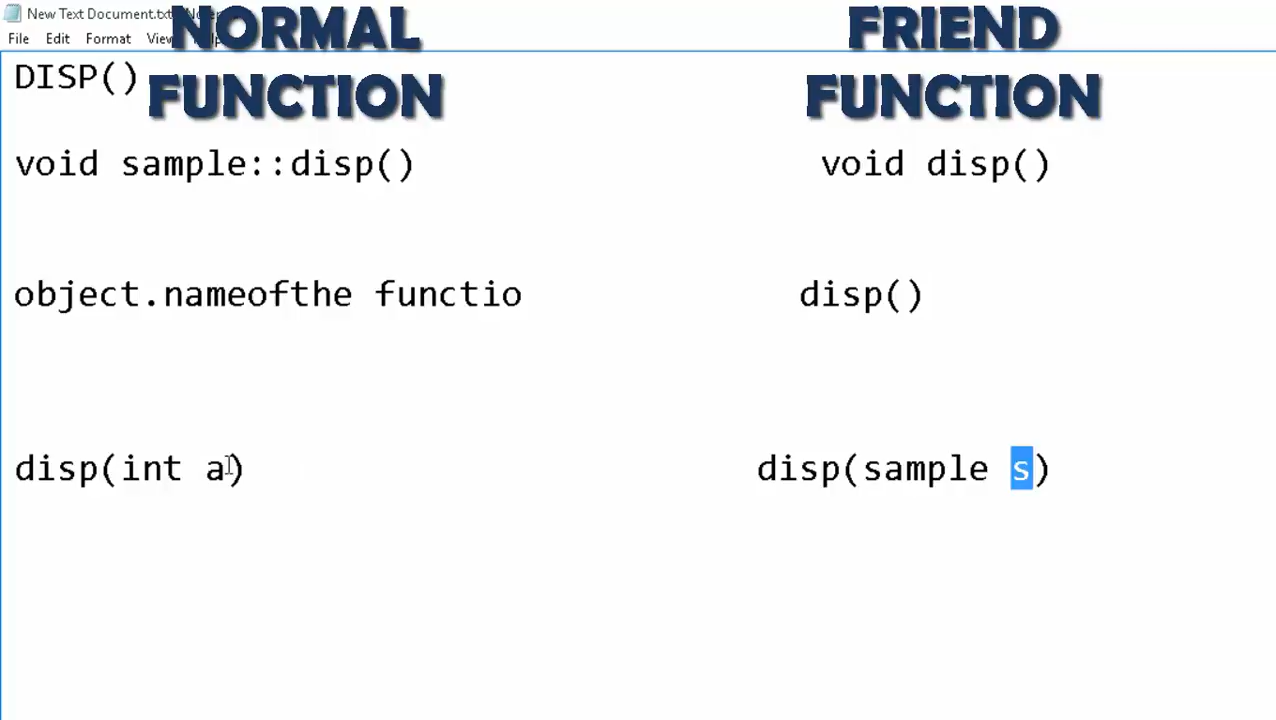 New Text Document.txt
NORMAL FRIEND
File Edit Format View
DISP() FUNCTION FUNCTION
void sample::disp() void disp()
object.nameofthe functio disp()
disp(int a) disp(sample s)